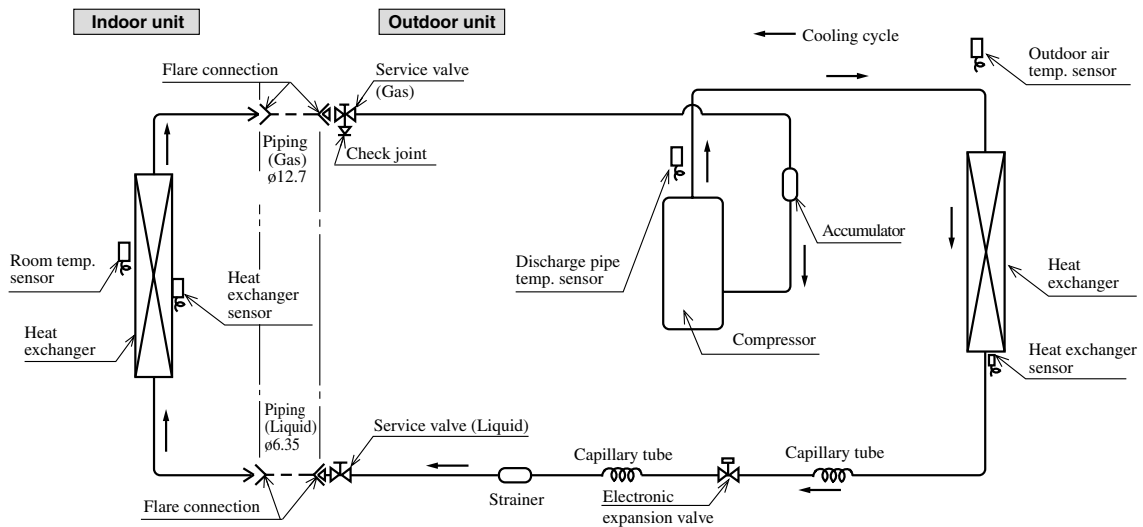 Indoor unit
Outdoor unit
Cooling cycle
Outdoor air
temp. sensor
Flare connection
Service valve
(Gas)
Piping
(Gas)
ø12.7
Check joint
Room temp.
sensor
Heat
exchanger
sensor
Discharge pipe
temp. sensor
Accumulator
Heat
exchanger
Heat
exchanger
Compressor
Heat exchanger
sensor
Piping
(Liquid)
ø6.35
Service valve (Liquid)
Capillary tube
Capillary tube
Flare connection
Strainer
Electronic
expansion valve